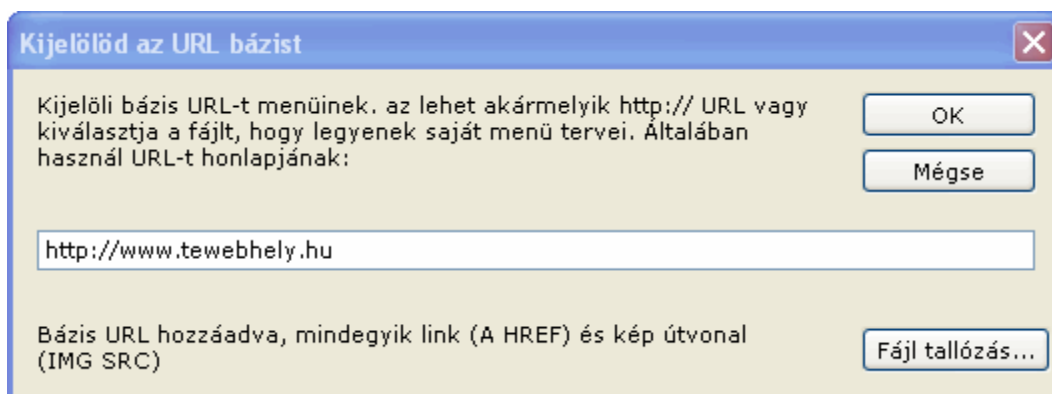 Kijelölöd az URL bázist
Kijelöli bázis URL-t menüinek. az lehet akármelyik http:// URL vagy
kiválasztja a fájlt, hogy legyenek saját menü tervei. Általában
használ URL-t honlapjának:
OK
Mégse
http://www.tewebhely.hu
Bázis URL hozzáadva, mindegyik link (A HREF) és kép útvonal
(IMG SRC)
Fájl tallózás...